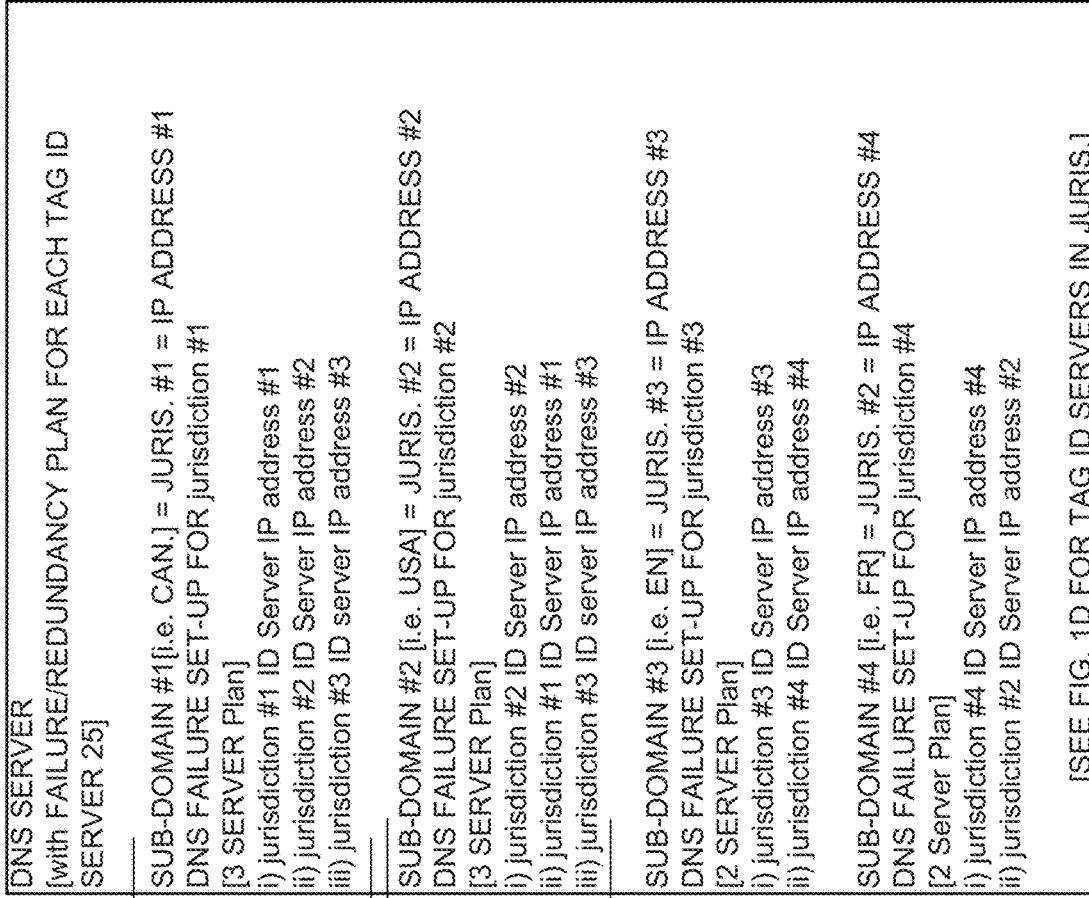 DNS SERVER
[with FAILURE/REDUNDANCY PLAN FOR EACH TAG ID
SERVER 25]
SUB-DOMAIN #1[i.e. CAN.] = JURIS. #1 = IP ADDRESS #1
DNS FAILURE SET-UP FOR jurisdiction #1
[3 SERVER Plan]
i) jurisdiction #1 ID Server IP address #1
ii) jurisdiction #2 ID Server IP address #2
iii) jurisdiction #3 ID server IP address #3
SUB-DOMAIN #2 [i.e. USA] = JURIS. #2 = IP ADDRESS #2
DNS FAILURE SET-UP FOR jurisdiction #2
[3 SERVER Plan]
i) jurisdiction #2 ID Server IP address #2
ii) jurisdiction #1 ID Server IP address #1
iii) jurisdiction #3 ID server IP address #3
SUB-DOMAIN #3 [i.e. EN] = JURIS. #3 = IP ADDRESS #3
DNS FAILURE SET-UP FOR jurisdiction #3
[2 SERVER Plan]
i) jurisdiction #3 ID Server IP address #3
ii) jurisdiction #4 ID Server IP address #4
SUB-DOMAIN #4 [i.e. FR] = JURIS. #2 = IP ADDRESS #4
DNS FAILURE SET-UP FOR jurisdiction #4
[2 Server Plan]
i) jurisdiction #4 ID Server IP address #4
ii) jurisdiction #2 ID Server IP address #2
[SEE FIG. 1D FOR TAG ID SERVERS IN JURIS.]